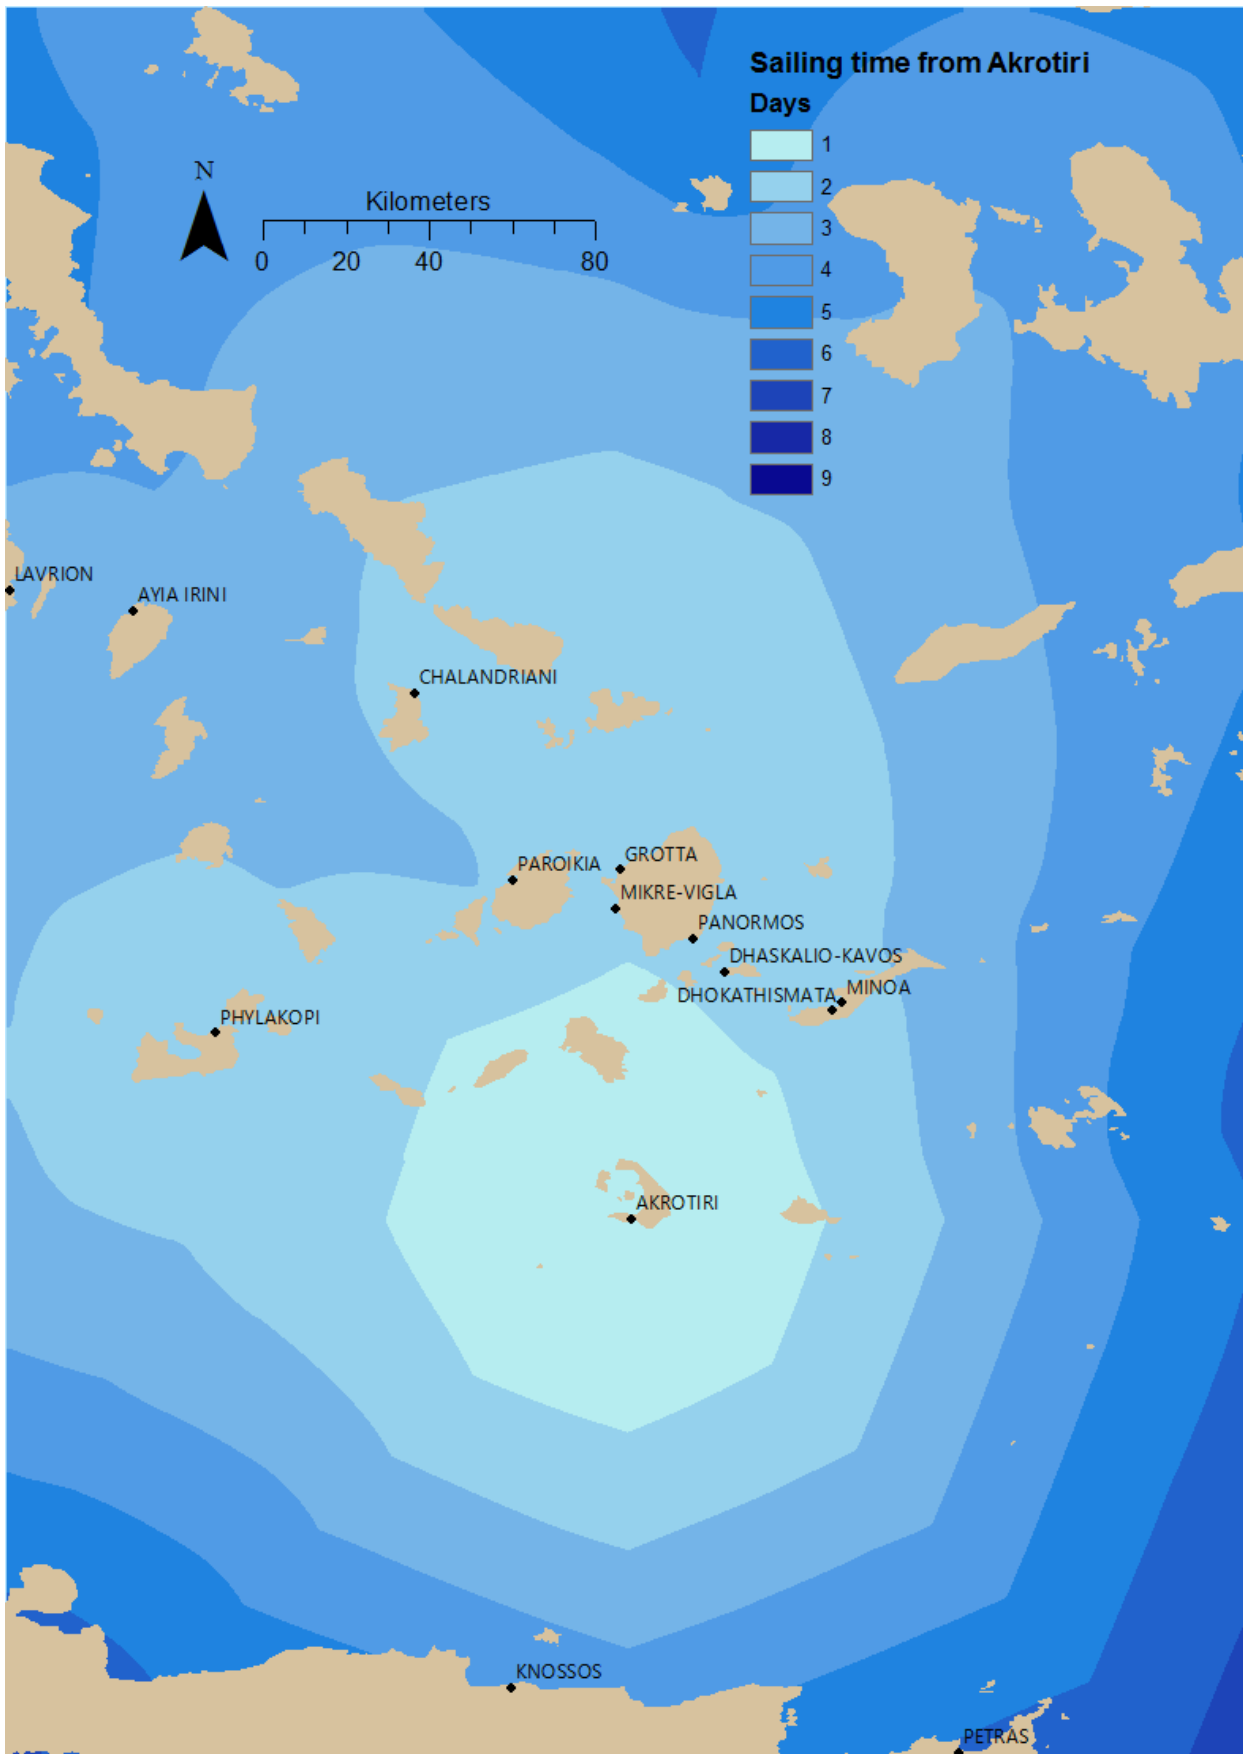 Sailing time from Akrotiri
Days
1
2
3
4
5
6
7
8
9
N
Kilometers
0 20 40 80
LAVRION
AYIA IRINI
CHALANDRIANI
GROTTA
PAROIKIA
MIKRE-VIGLA
PANORMOS
DHASKALIO-KAVOS
DHOKATHISMATA
MINOA
PHYLAKOPI
AKROTIRI
KNOSSOS
PETRAS